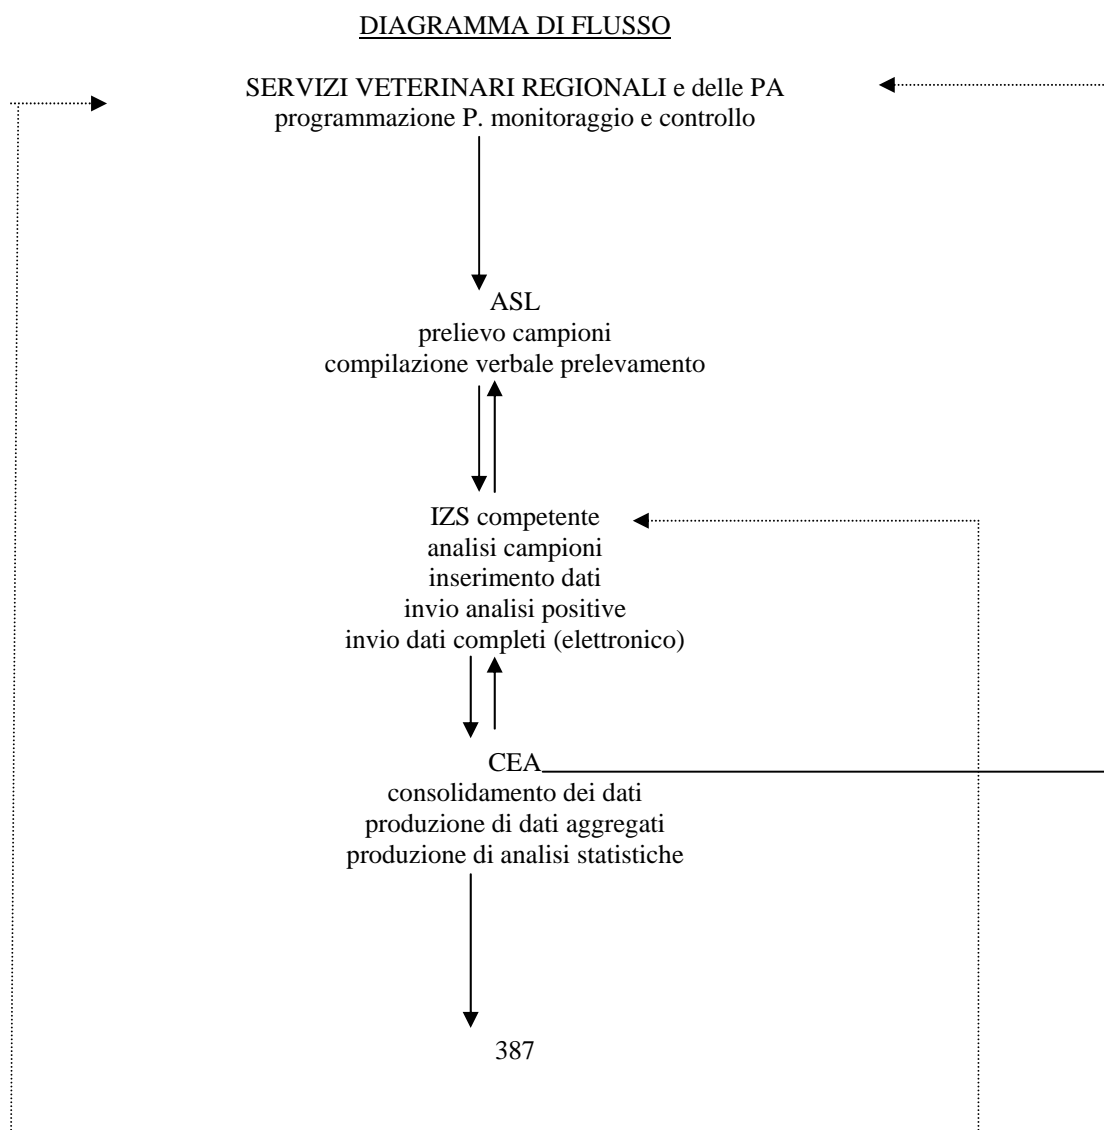 DIAGRAMMA DI FLUSSO
SERVIZI VETERINARI REGIONALI e delle PA
programmazione P. monitoraggio e controllo
ASL
prelievo campioni
compilazione verbale prelevamento
IZS competente
analisi campioni
inserimento dati
invio analisi positive
invio dati completi (elettronico)
CEA
consolidamento dei dati
produzione di dati aggregati
produzione di analisi statistiche
387